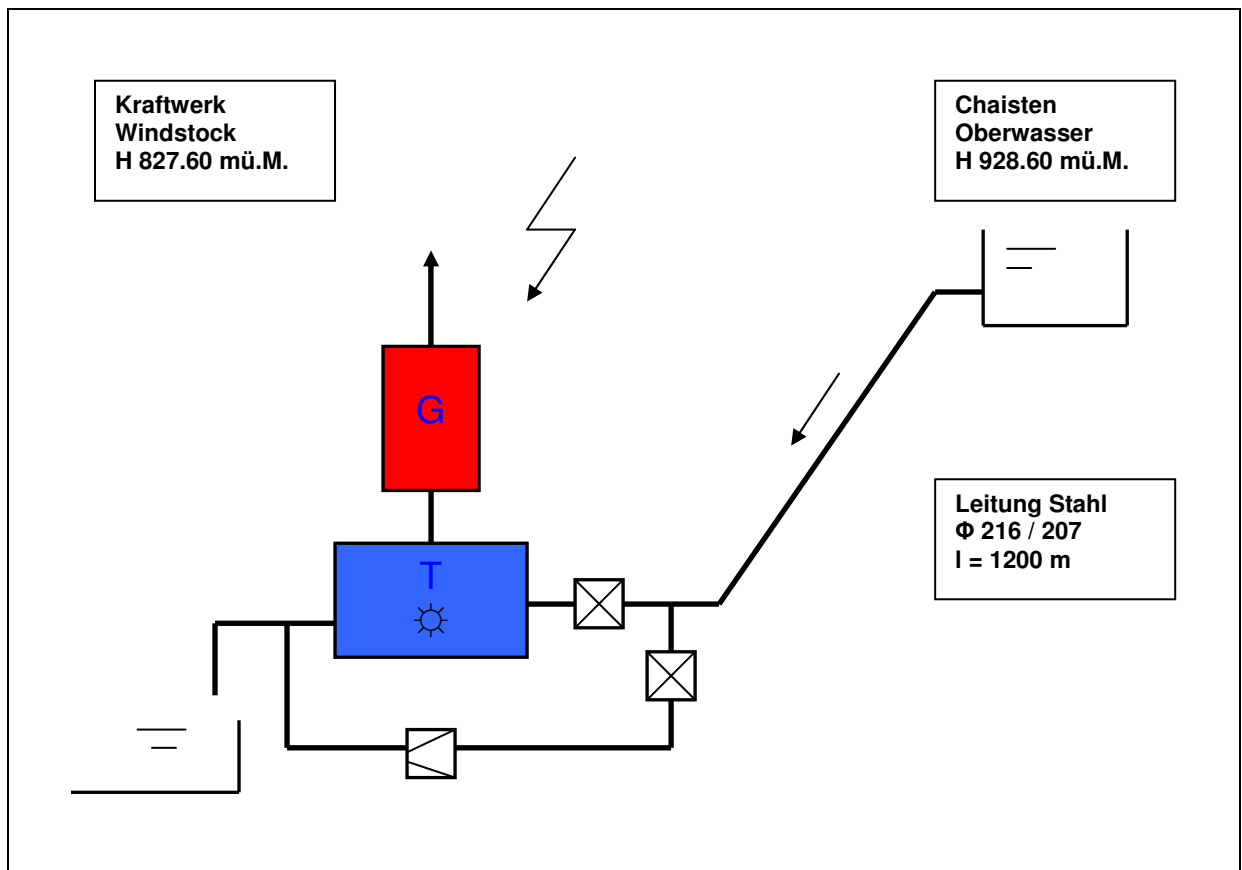 Kraftwerk
Windstock
H 827.60 mü.M.
Chaisten
Oberwasser
H 928.60 mü.M.
G
Leitung Stahl
Φ 216 / 207
l = 1200 m
T